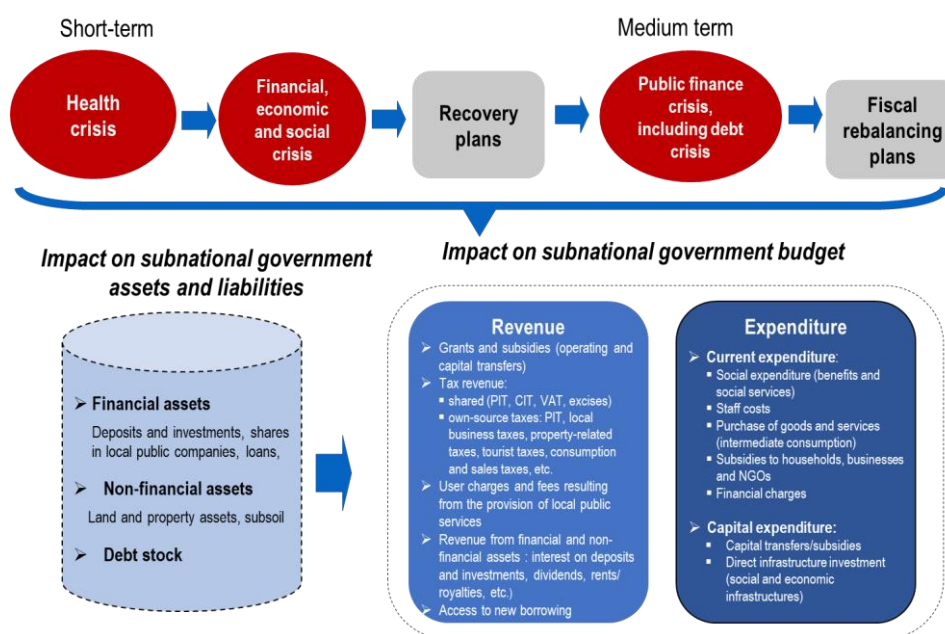 Short-term
Medium term
Health
crisis
Financial,
economic
and social
crisis
Recovery
plans
Public finance
crisis,
including debt
crisis
Fiscal
rebalancing
plans
Impact on subnational government
assets and liabilities
Impact on subnational government budget
➢ Financial assets
Deposits and investments, shares
in local public companies, loans,
➢ Non-financial assets
Land and property assets, subsoil
➢ Debt stock
Revenue
➢ Grants and subsidies (operating and
capital transfers)
➢ Tax revenue:
▪ shared (PIT, CIT, VAT, excises)
▪ own-source taxes: PIT, local
business taxes, property-related
taxes, tourist taxes, consumption
and sales taxes, etc.
➢ User charges and fees resulting
from the provision of local public
services
➢ Revenue from financial and non-
financial assets : interest on deposits
and investments, dividends, rents/
royalties, etc.)
➢ Access to new borrowing
Expenditure
➢ Current expenditure:
▪ Social expenditure (benefits and
social services)
▪ Staff costs
▪ Purchase of goods and services
(intermediate consumption)
▪ Subsidies to households, businesses
and NGOs
▪ Financial charges
➢ Capital expenditure:
▪ Capital transfers/subsidies
▪ Direct infrastructure investment
(social and economic
infrastructures)